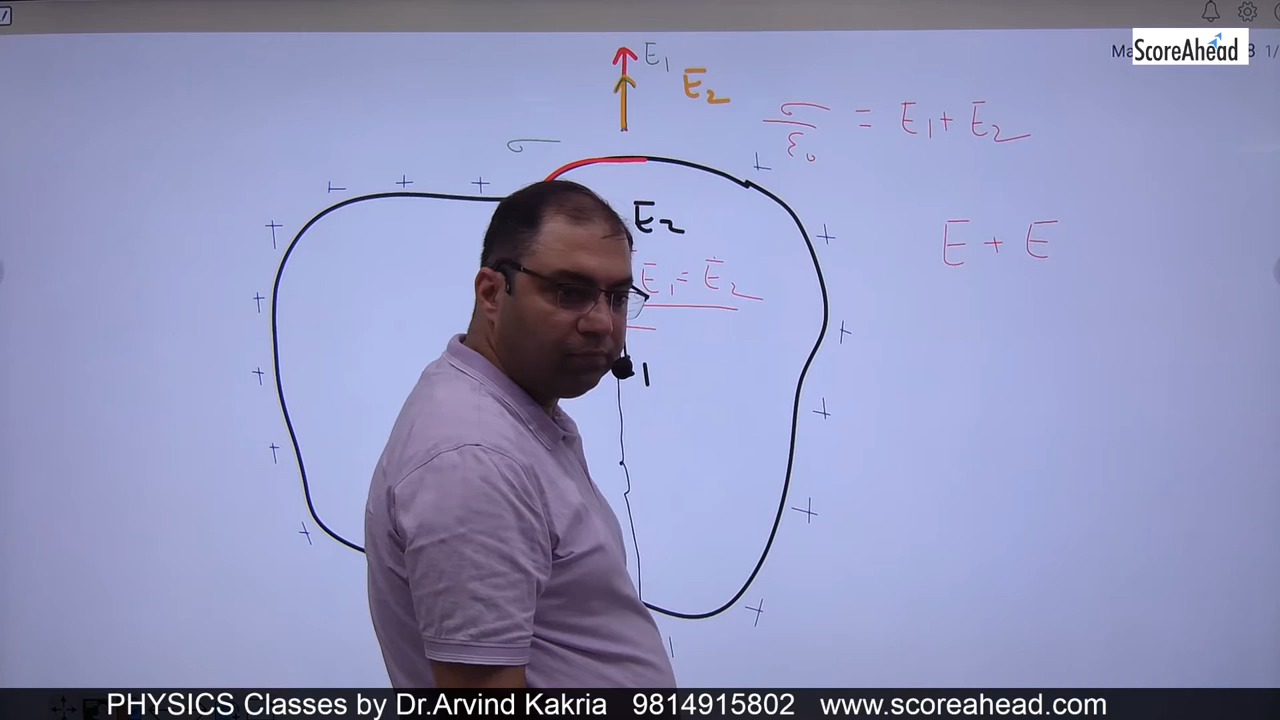 ScoreAhead
E₁
E₂
σ
σ/ε₀ = E₁ + E₂
E₂
E + E
E₁ = E₂
1
PHYSICS Classes by Dr.Arvind Kakria 9814915802 www.scoreahead.com